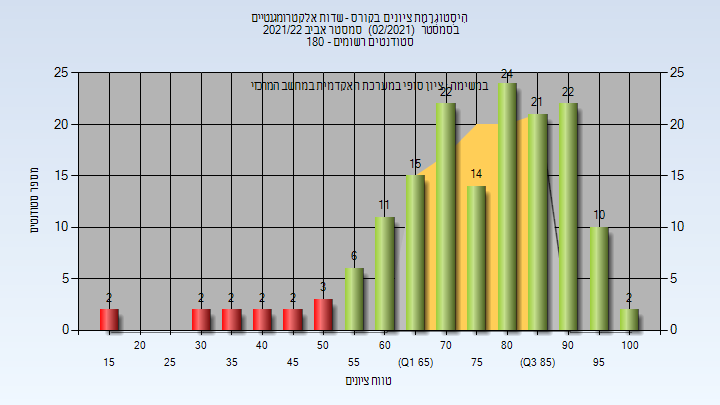 היסטוגרמת ציונים בקורס - שדות אלקטרומגנטיים
בסמסטר (02/2021) סמסטר אביב 2021/22
סטודנטים רשומים - 180
במשימה - ציון סופי במערכת האקדמית במחשב המרכזי
מספר סטודנטים
25 25
20 20
15 15
10 10
5 5
0 0
2 2 2 2 2 3 6 11 15 22 14 24 21 22 10 2
20 30 40 50 60 70 80 90 100
15 25 35 45 55 (Q1 65) 75 (Q3 85) 95
טווח ציונים